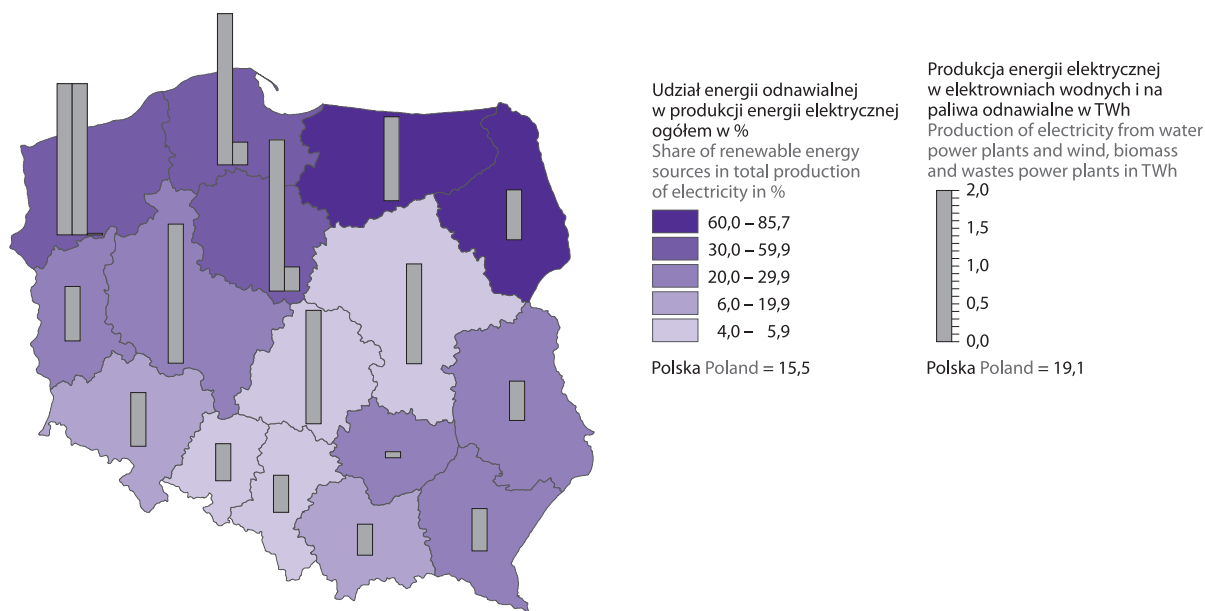 Udział energii odnawialnej
w produkcji energii elektrycznej
ogółem w %
Share of renewable energy
sources in total production
of electricity in %
60,0 – 85,7
30,0 – 59,9
20,0 – 29,9
6,0 – 19,9
4,0 – 5,9
Polska Poland = 15,5
Produkcja energii elektrycznej
w elektrowniach wodnych i na
paliwa odnawialne w TWh
Production of electricity from water
power plants and wind, biomass
and wastes power plants in TWh
2,0
1,5
1,0
0,5
0,0
Polska Poland = 19,1